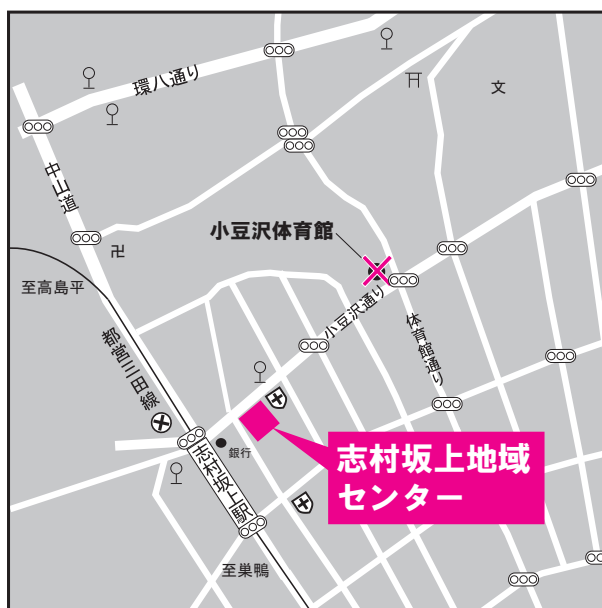 環八通り
文
中山道
小豆沢体育館
至高島平
小豆沢通り
体育館通り
都営三田線
銀行
志村坂上駅
志村坂上地域
センター
至巣鴨